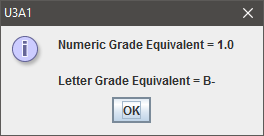 U3A1
Numeric Grade Equivalent = 1.0
Letter Grade Equivalent = B-
OK